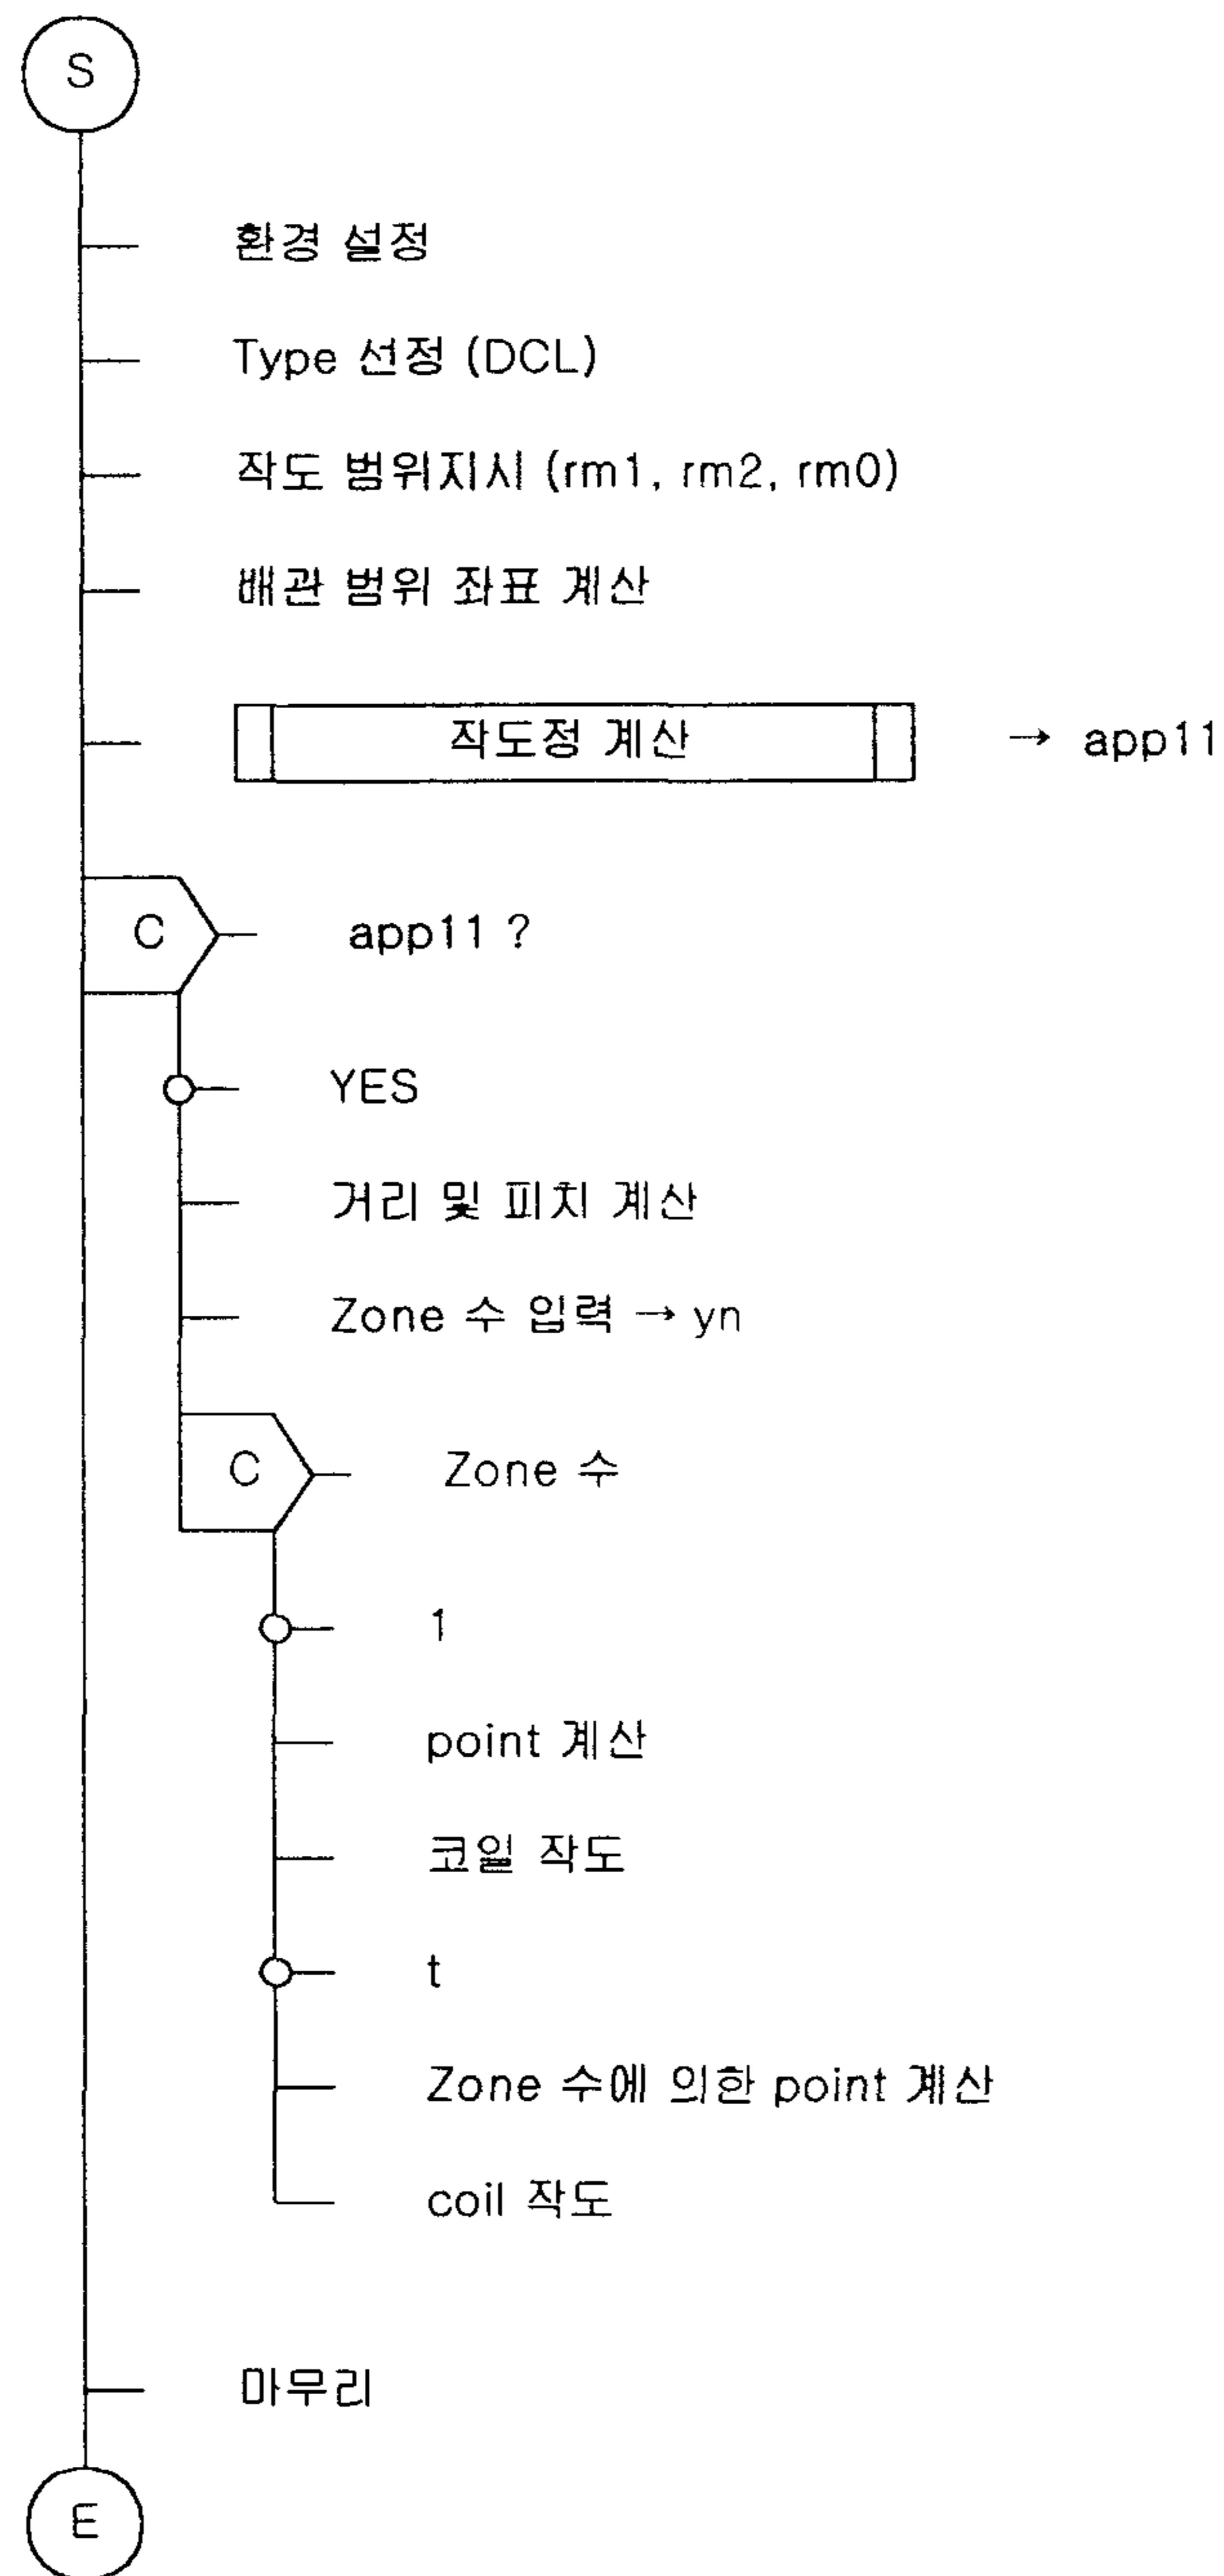 S
환경 설정
Type 선정 (DCL)
작도 범위지시 (rm1, rm2, rm0)
배관 범위 좌표 계산
작도정 계산 → app11
C app11 ?
YES
거리 및 피치 계산
Zone 수 입력 → yn
C Zone 수
1
point 계산
코일 작도
t
Zone 수에 의한 point 계산
coil 작도
마무리
E